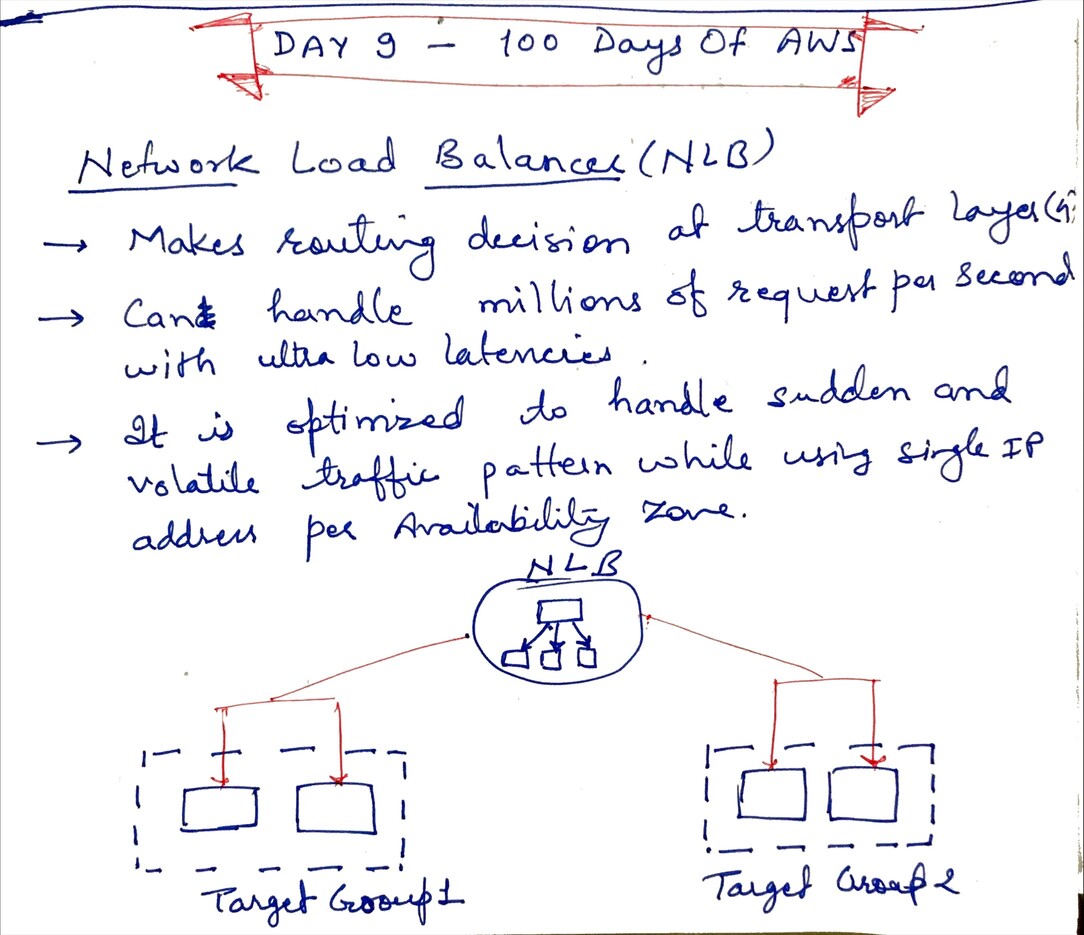 DAY 9 - 100 Days Of AWS
Network Load Balancer (NLB)
→ Makes routing decision at transport Layer (4)
→ Can handle millions of request per second
with ultra low latencies.
→ It is optimized to handle sudden and
volatile traffic pattern while using single IP
address per Availability Zone.
NLB
Target Group 1
Target Group 2